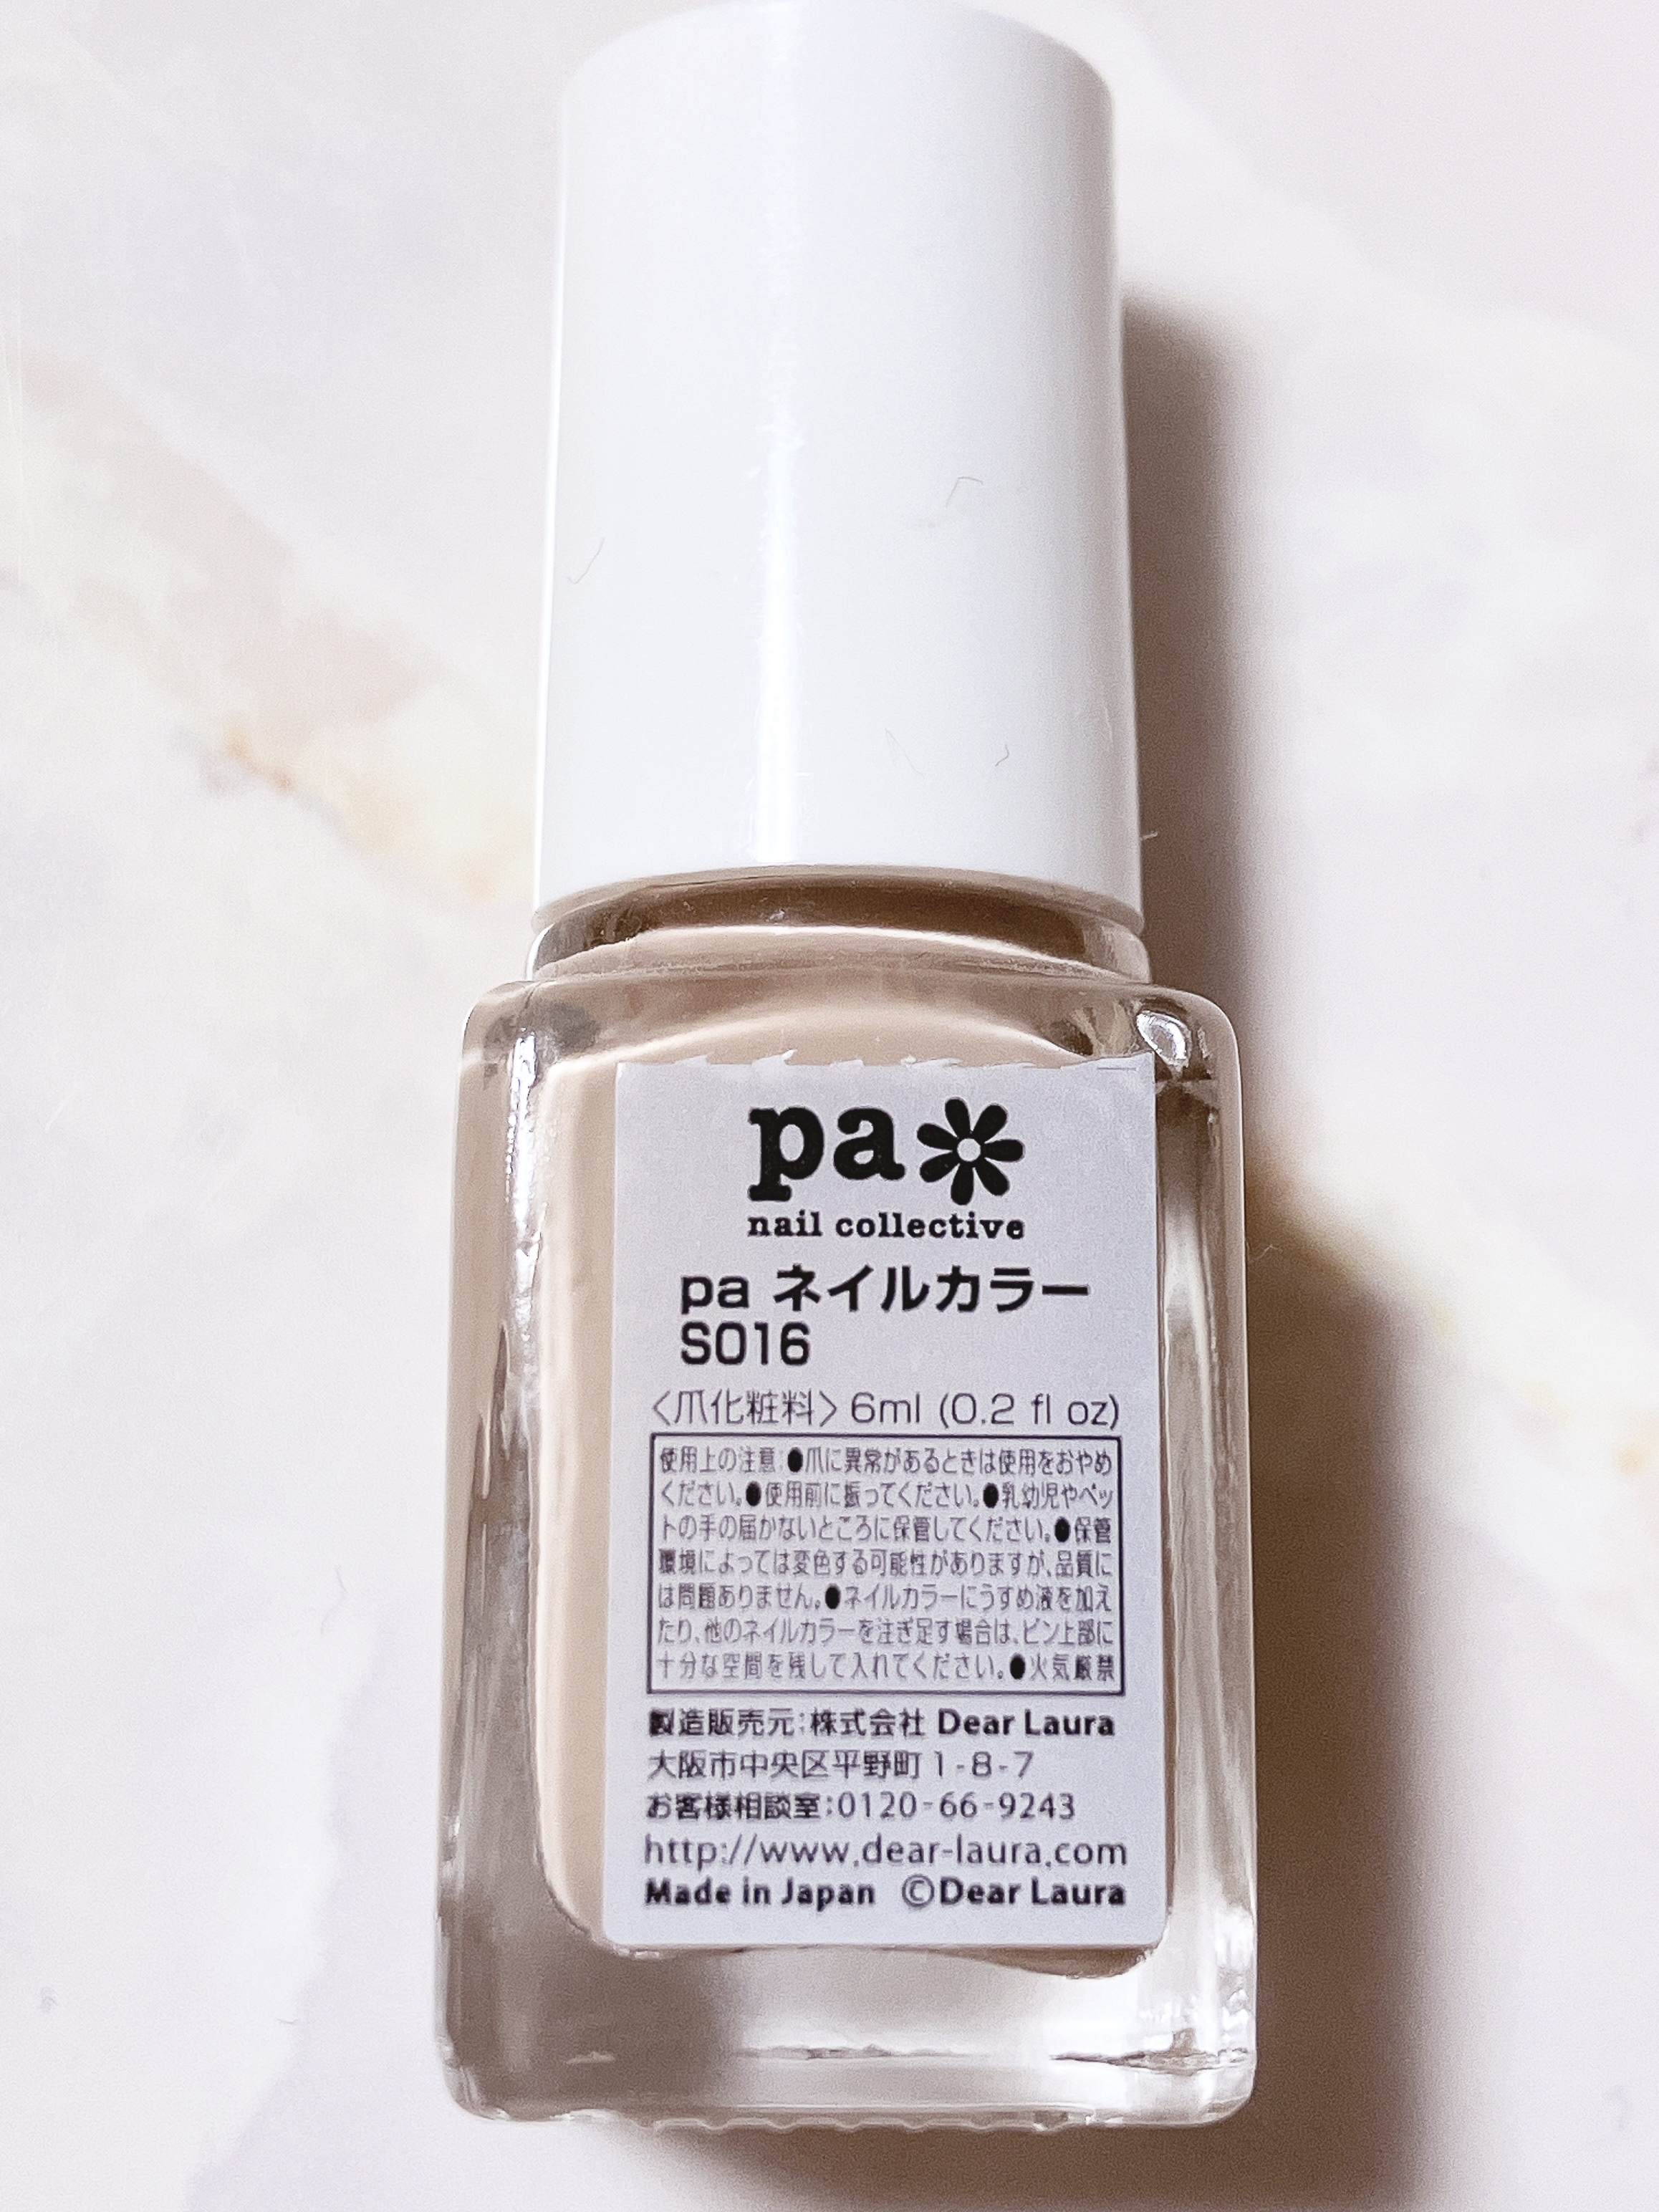 pa
nail collective
pa ネイルカラー
S016
〈爪化粧料〉6ml (0.2 fl oz)
使用上の注意:●爪に異常があるときは使用をおやめ
ください。●使用前に振ってください。●乳幼児やペッ
トの手の届かないところに保管してください。●保管
環境によっては変色する可能性がありますが、品質に
は問題ありません。●ネイルカラーにうすめ液を加え
たり、他のネイルカラーを注ぎ足す場合は、ビン上部に
十分な空間を残して入れてください。●火気厳禁
製造販売元:株式会社 Dear Laura
大阪市中央区平野町 1-8-7
お客様相談室:0120-66-9243
http://www.dear-laura.com
Made in Japan ©Dear Laura